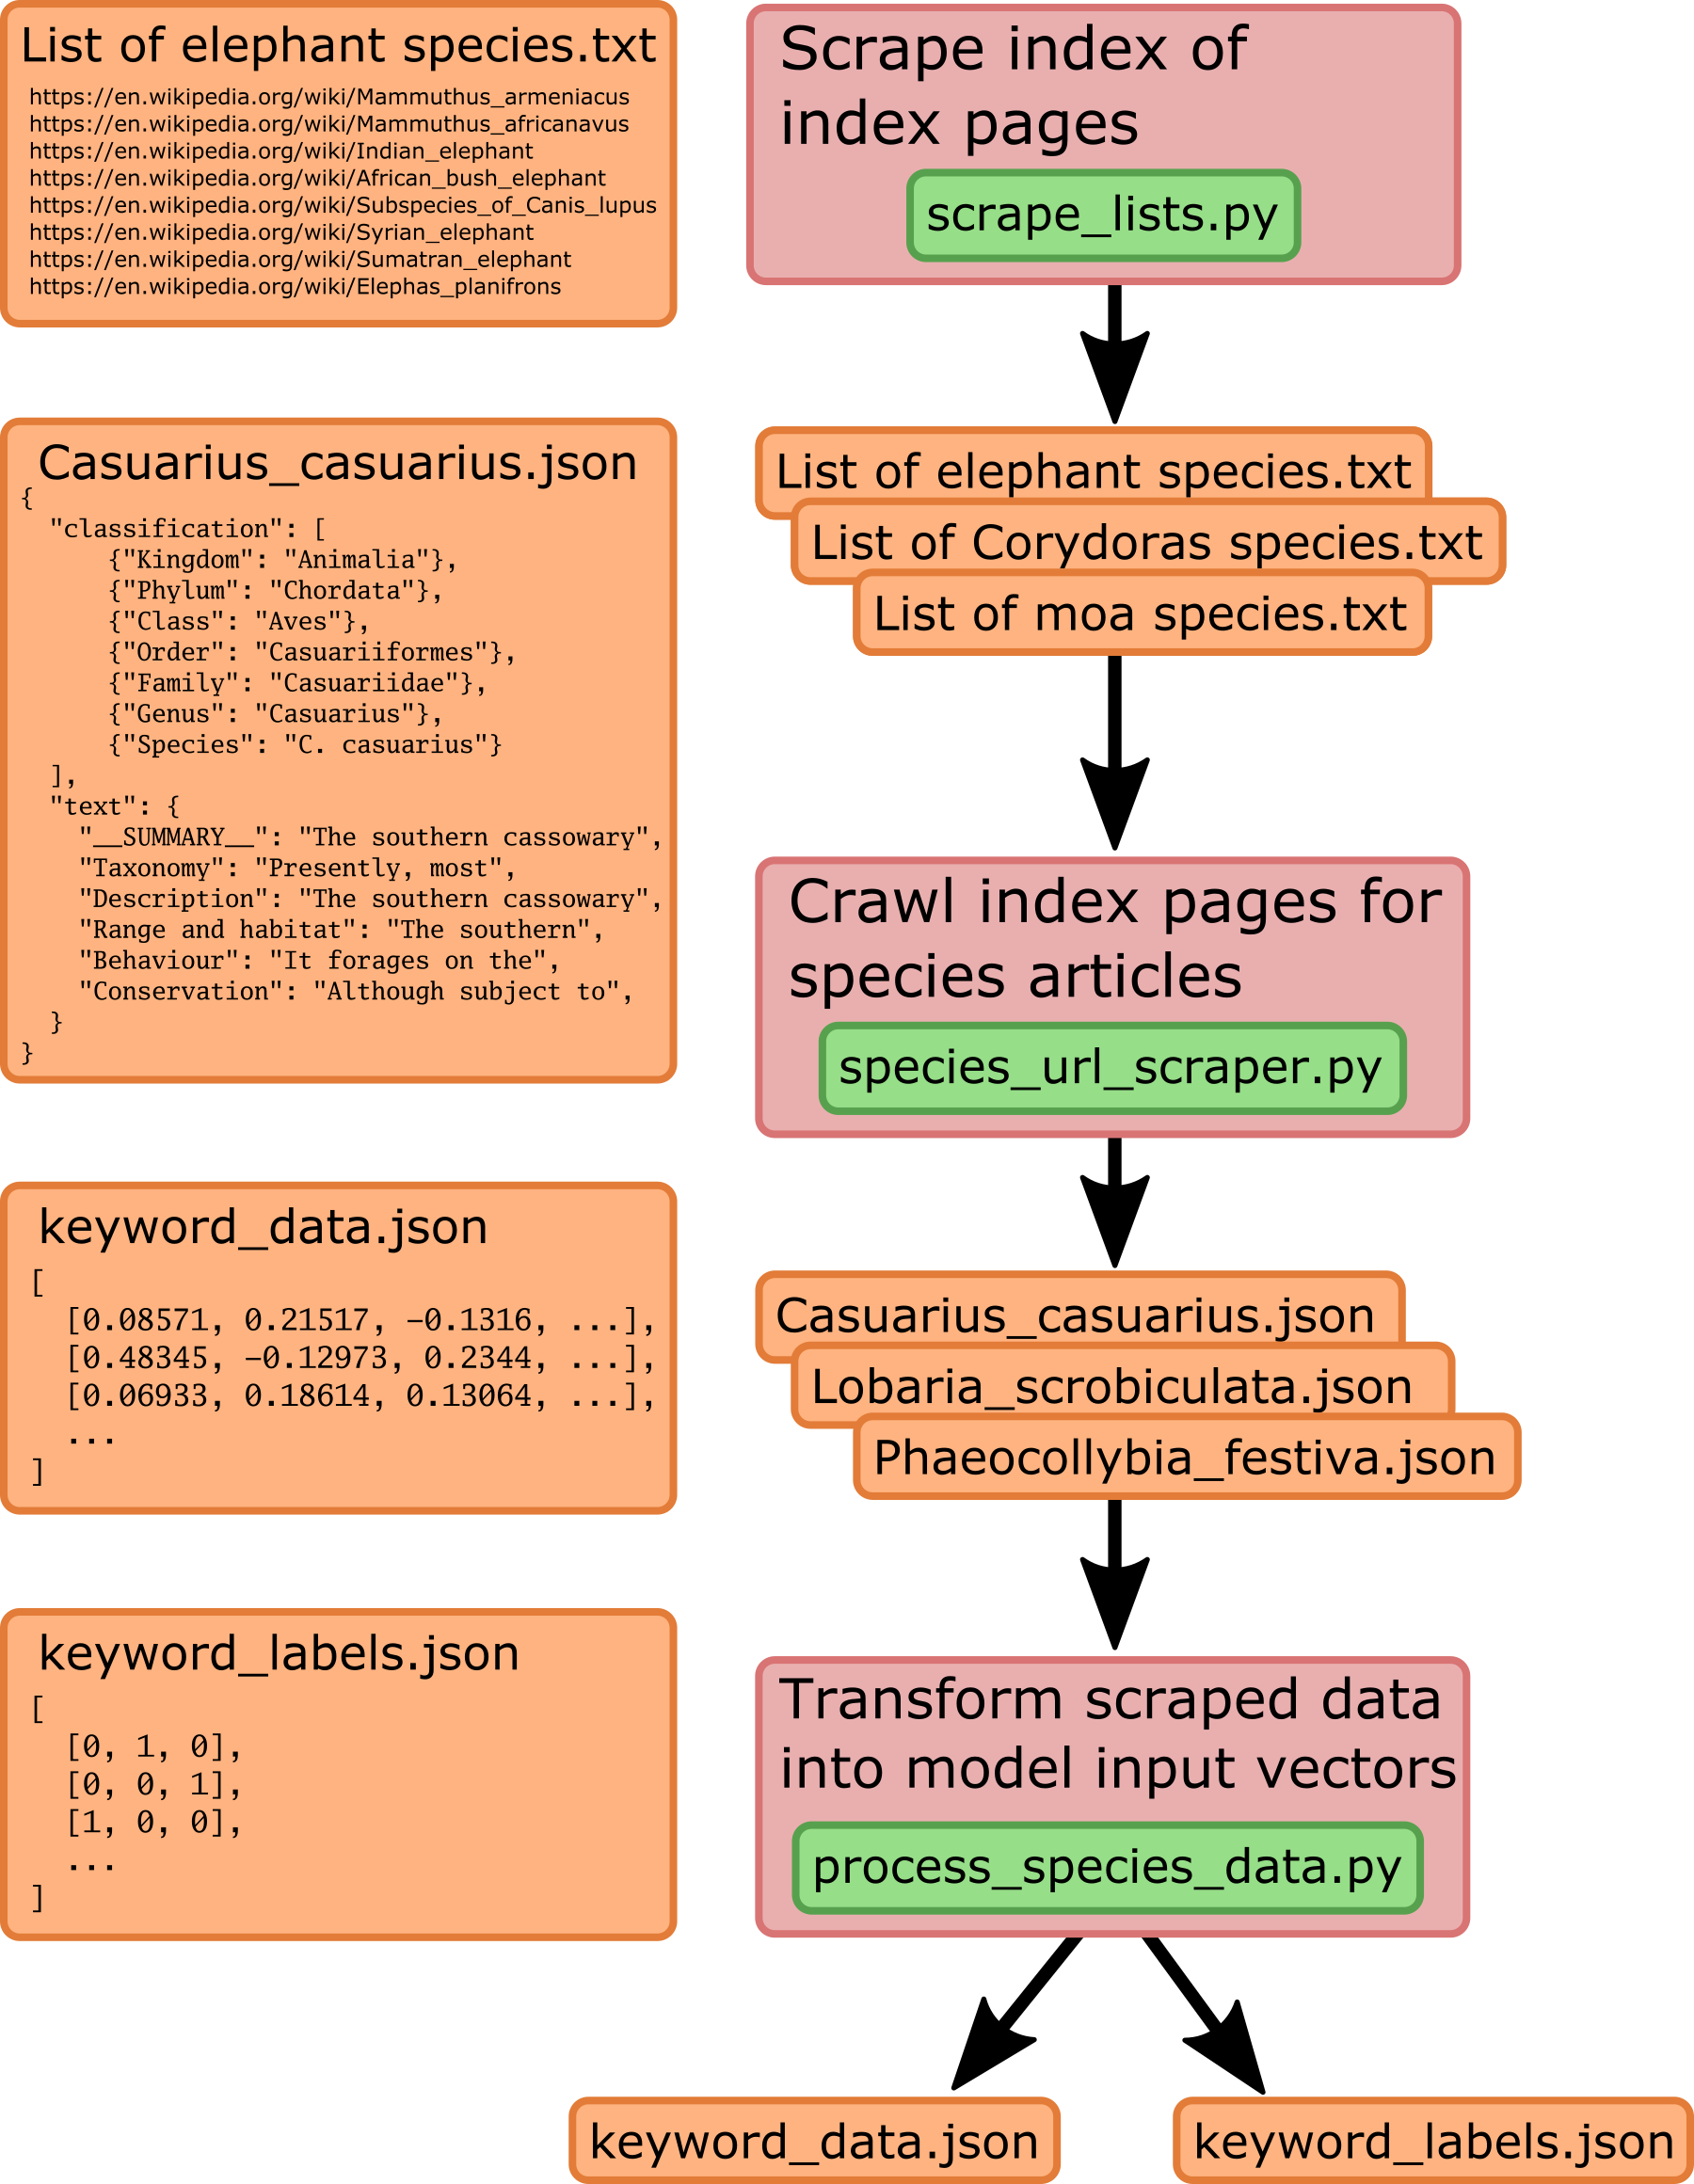 List of elephant species.txt
https://en.wikipedia.org/wiki/Mammuthus_armeniacus
https://en.wikipedia.org/wiki/Mammuthus_africanavus
https://en.wikipedia.org/wiki/Indian_elephant
https://en.wikipedia.org/wiki/African_bush_elephant
https://en.wikipedia.org/wiki/Subspecies_of_Canis_lupus
https://en.wikipedia.org/wiki/Syrian_elephant
https://en.wikipedia.org/wiki/Sumatran_elephant
https://en.wikipedia.org/wiki/Elephas_planifrons
Casuarius_casuarius.json
{
  "classification": [
      {"Kingdom": "Animalia"},
      {"Phylum": "Chordata"},
      {"Class": "Aves"},
      {"Order": "Casuariiformes"},
      {"Family": "Casuariidae"},
      {"Genus": "Casuarius"},
      {"Species": "C. casuarius"}
  ],
  "text": {
    "__SUMMARY__": "The southern cassowary",
    "Taxonomy": "Presently, most",
    "Description": "The southern cassowary",
    "Range and habitat": "The southern",
    "Behaviour": "It forages on the",
    "Conservation": "Although subject to",
  }
}
keyword_data.json
[
  [0.08571, 0.21517, -0.1316, ...],
  [0.48345, -0.12973, 0.2344, ...],
  [0.06933, 0.18614, 0.13064, ...],
  ...
]
keyword_labels.json
[
  [0, 1, 0],
  [0, 0, 1],
  [1, 0, 0],
  ...
]
Scrape index of
index pages
scrape_lists.py
List of elephant species.txt
List of Corydoras species.txt
List of moa species.txt
Crawl index pages for
species articles
species_url_scraper.py
Casuarius_casuarius.json
Lobaria_scrobiculata.json
Phaeocollybia_festiva.json
Transform scraped data
into model input vectors
process_species_data.py
keyword_data.json
keyword_labels.json